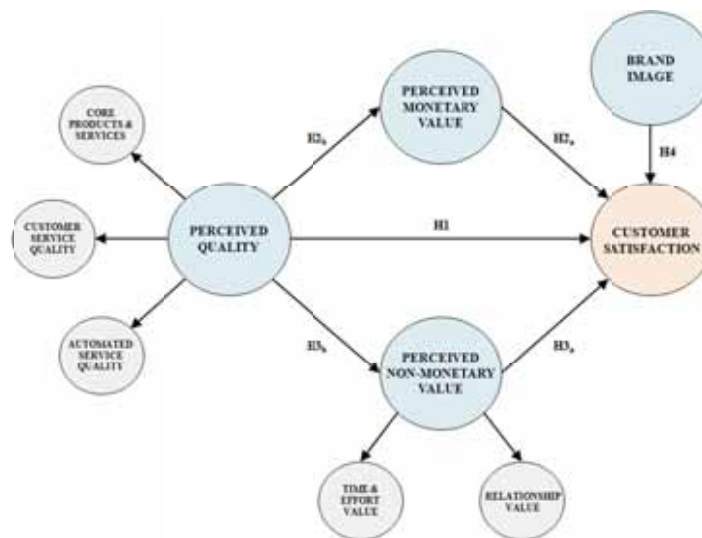 BRAND
IMAGE
PERCEIVED
MONETARY
VALUE
CORE
PRODUCTS &
SERVICES
H2b
H2a
H4
CUSTOMER
SERVICE
QUALITY
PERCEIVED
QUALITY
H1
CUSTOMER
SATISFACTION
AUTOMATED
SERVICE
QUALITY
H3b
PERCEIVED
NON-MONETARY
VALUE
H3a
TIME &
EFFORT
VALUE
RELATIONSHIP
VALUE